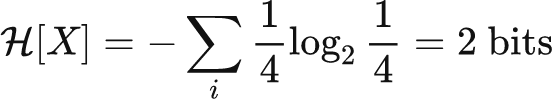 ℋ[X] = − ∑_i 1/4 log₂ 1/4 = 2 bits